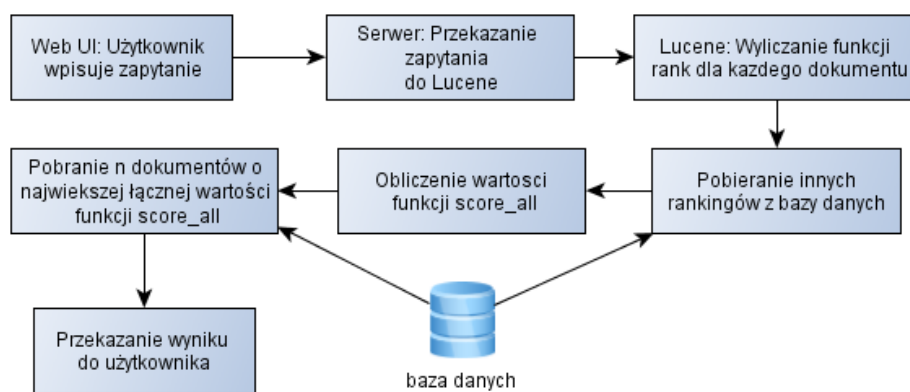 Web UI: Użytkownik
wpisuje zapytanie
Serwer: Przekazanie
zapytania
do Lucene
Lucene: Wyliczanie funkcji
rank dla kazdego dokumentu
Pobranie n dokumentów o
najwiekszej łącznej wartości
funkcji score_all
Obliczenie wartosci
funkcji score_all
Pobieranie innych
rankingów z bazy danych
Przekazanie wyniku
do użytkownika
baza danych